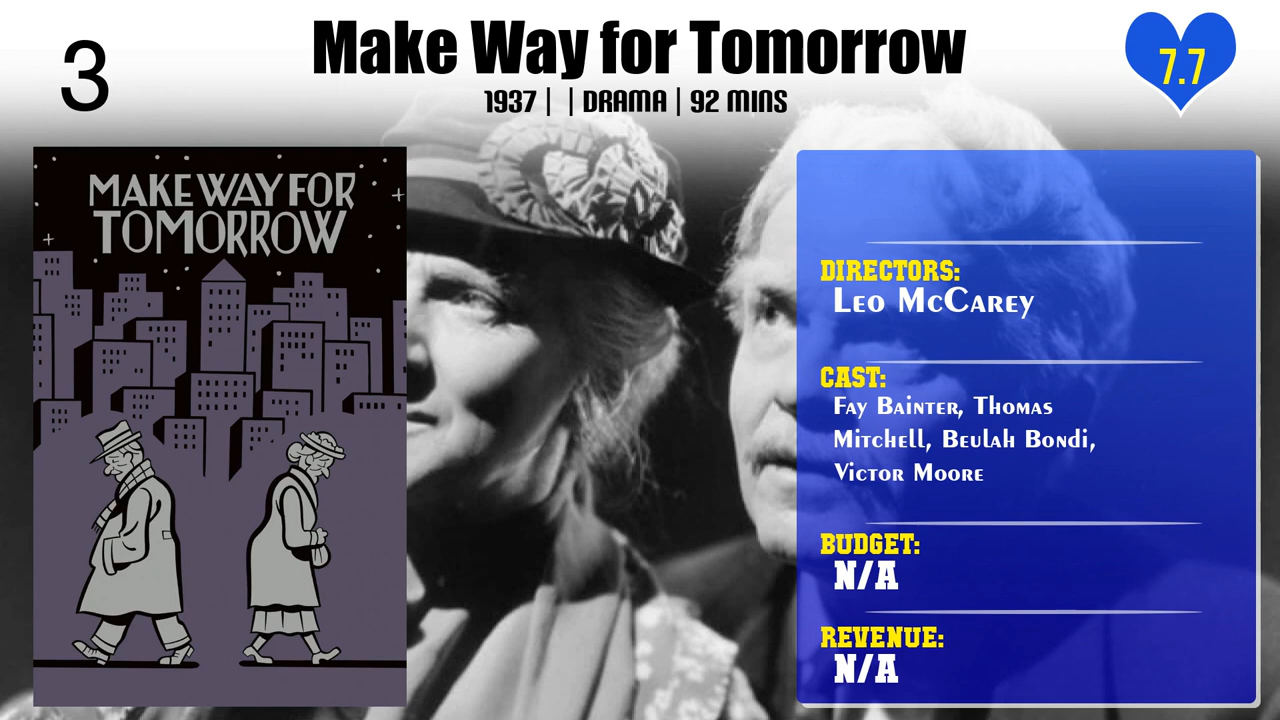 3
Make Way for Tomorrow
7.7
1937 | | DRAMA | 92 MINS
MAKE WAY FOR
TOMORROW
DIRECTORS:
Leo McCarey
CAST:
Fay Bainter, Thomas
Mitchell, Beulah Bondi,
Victor Moore
BUDGET:
N/A
REVENUE:
N/A